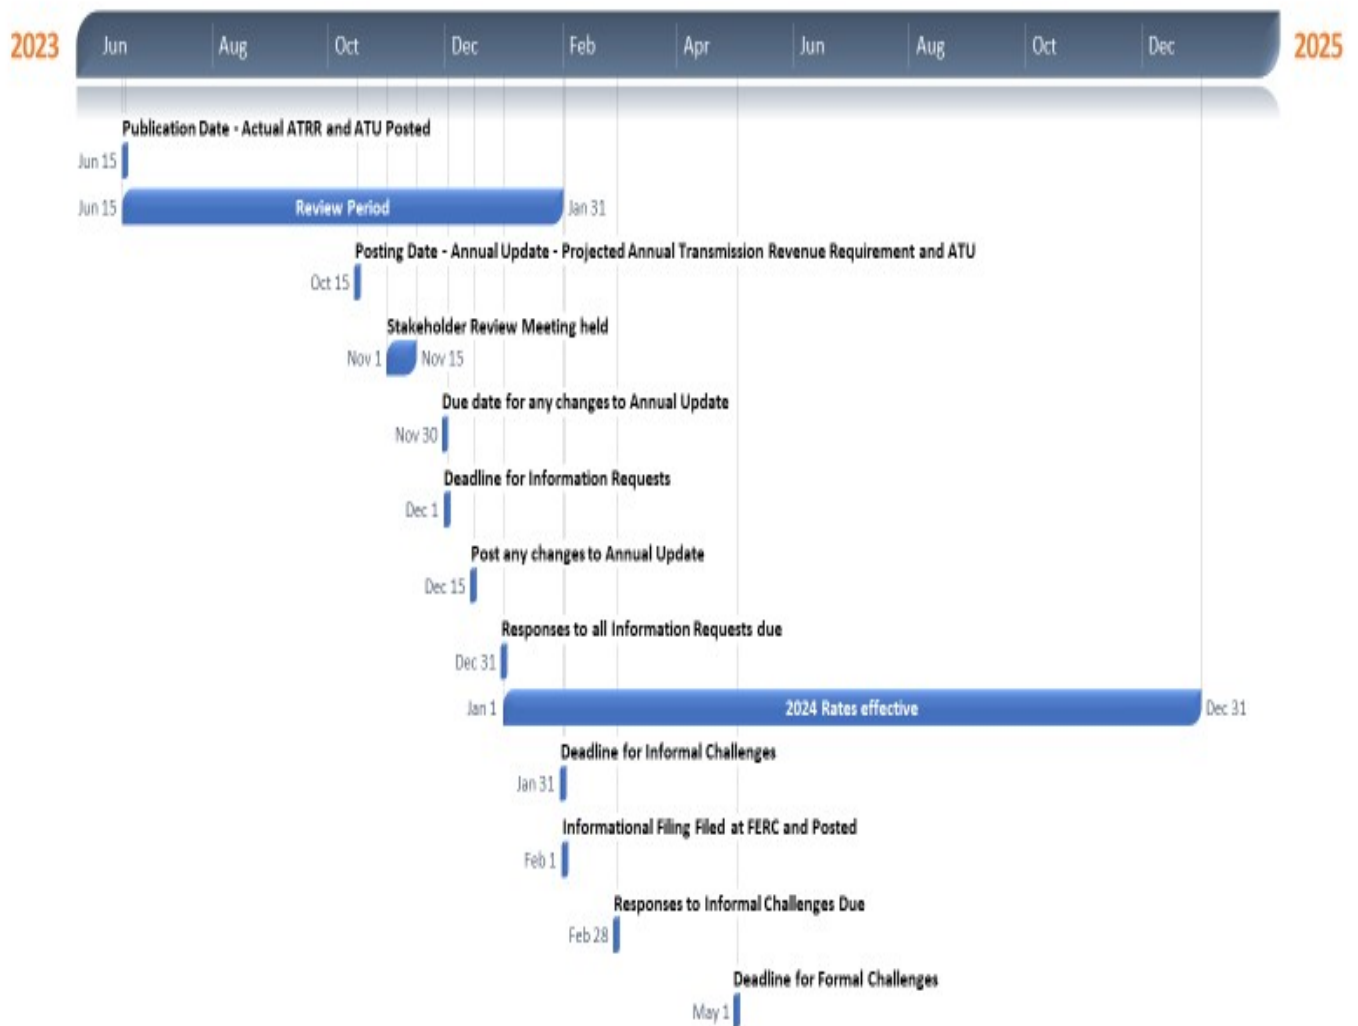 2023 Jun Aug Oct Dec Feb Apr Jun Aug Oct Dec 2025
Publication Date - Actual ATRR and ATU Posted
Jun 15
Jun 15 Review Period Jan 31
Posting Date - Annual Update - Projected Annual Transmission Revenue Requirement and ATU
Oct 15
Stakeholder Review Meeting held
Nov 1 Nov 15
Due date for any changes to Annual Update
Nov 30
Deadline for Information Requests
Dec 1
Post any changes to Annual Update
Dec 15
Responses to all Information Requests due
Dec 31
Jan 1 2024 Rates effective Dec 31
Deadline for Informal Challenges
Jan 31
Informational Filing Filed at FERC and Posted
Feb 1
Responses to Informal Challenges Due
Feb 28
Deadline for Formal Challenges
May 1